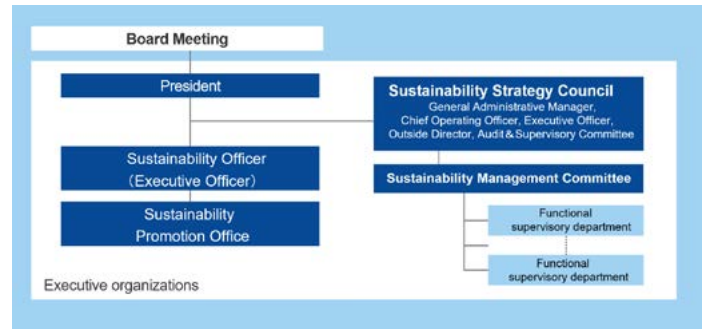 Board Meeting
President
Sustainability Strategy Council
General Administrative Manager,
Chief Operating Officer, Executive Officer,
Outside Director, Audit & Supervisory Committee
Sustainability Officer
(Executive Officer)
Sustainability Management Committee
Sustainability
Promotion Office
Functional
supervisory department
Functional
supervisory department
Executive organizations